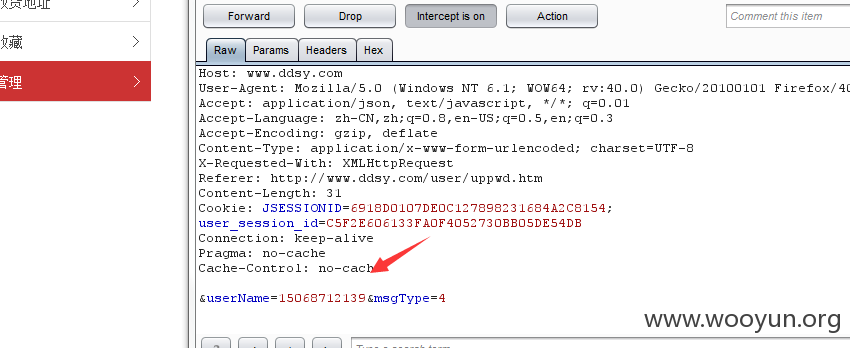 收货地址
收藏
管理
Forward Drop Intercept is on Action Comment this item
Raw Params Headers Hex
Host: www.ddsy.com
User-Agent: Mozilla/5.0 (Windows NT 6.1; WOW64; rv:40.0) Gecko/20100101 Firefox/40
Accept: application/json, text/javascript, */*; q=0.01
Accept-Language: zh-CN,zh;q=0.8,en-US;q=0.5,en;q=0.3
Accept-Encoding: gzip, deflate
Content-Type: application/x-www-form-urlencoded; charset=UTF-8
X-Requested-With: XMLHttpRequest
Referer: http://www.ddsy.com/user/uppwd.htm
Content-Length: 31
Cookie: JSESSIONID=6918D0107DE0C127898231684A2C8154;
user_session_id=C5F2E606133FA0F4052730BB05DE54DB
Connection: keep-alive
Pragma: no-cache
Cache-Control: no-cach
&userName=15068712139&msgType=4
www.wooyun.org